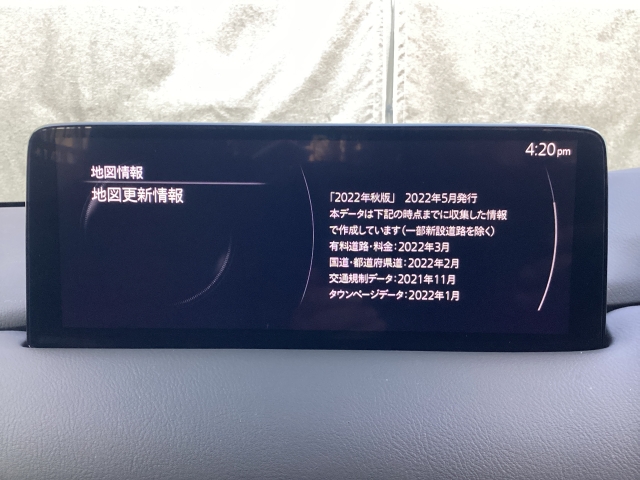 4:20 pm
地図情報
地図更新情報
「2022年秋版」 2022年5月発行
本データは下記の時点までに収集した情報
で作成しています(一部新設道路を除く)
有料道路・料金:2022年3月
国道・都道府県道:2022年2月
交通規制データ:2021年11月
タウンページデータ:2022年1月